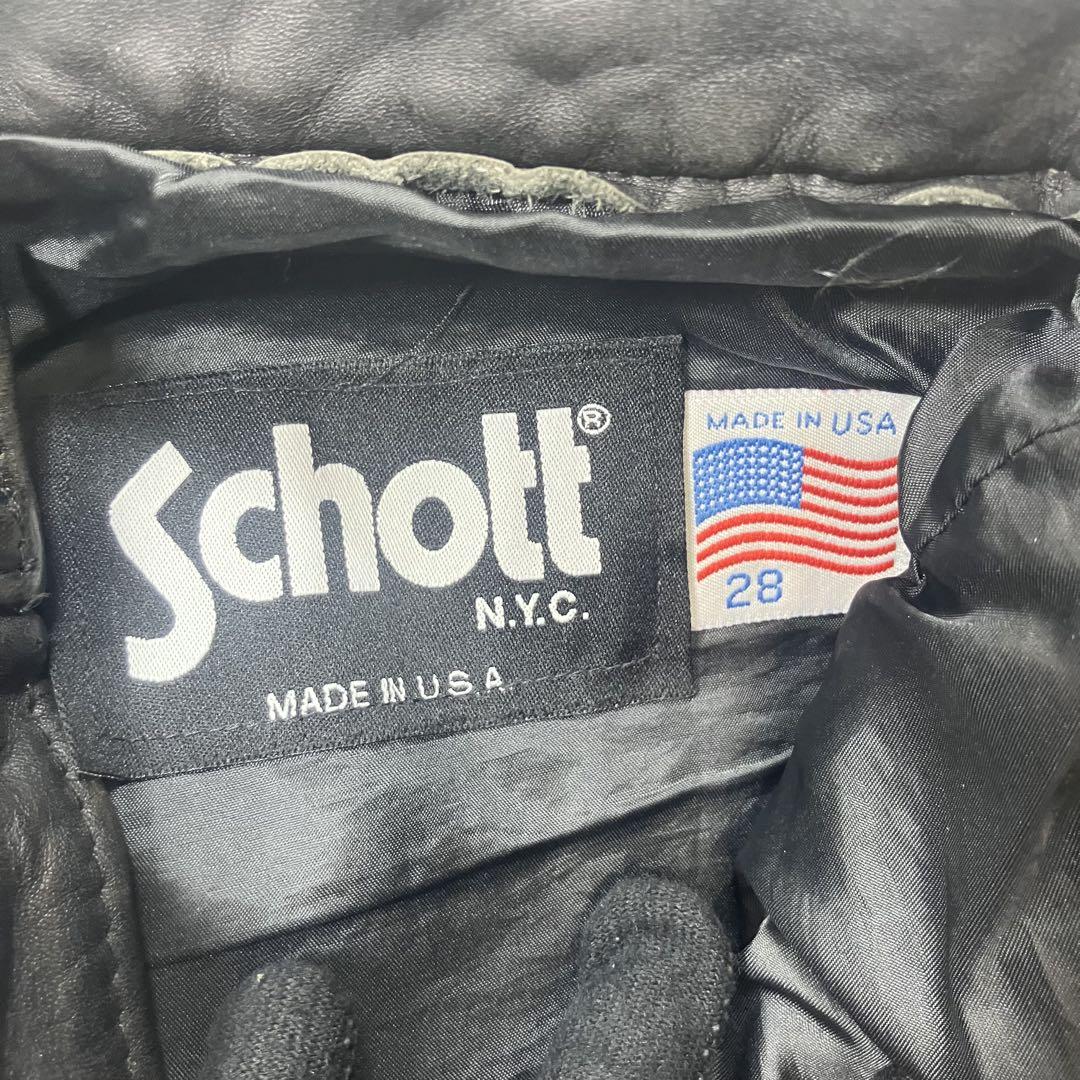 Schott®
N.Y.C.
MADE IN U.S.A.
MADE IN USA
28